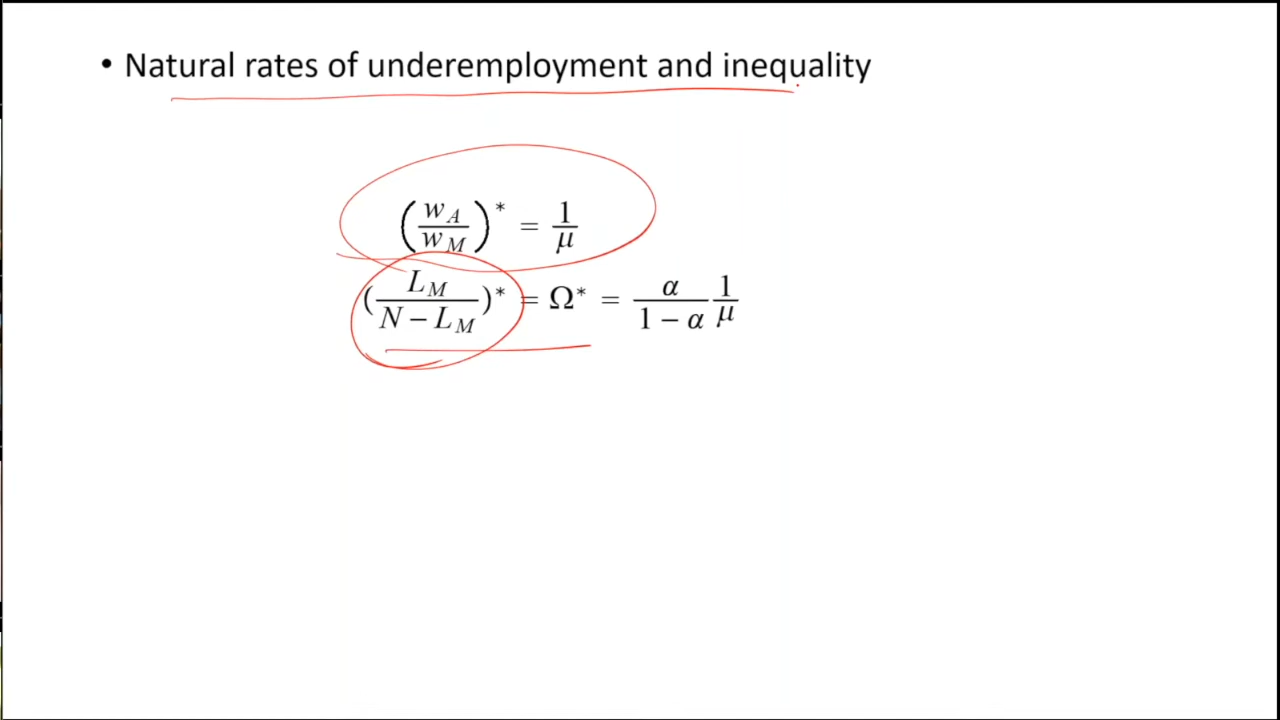 • Natural rates of underemployment and inequality
(w_A/w_M)* = 1/μ
(L_M/(N − L_M))* = Ω* = α/(1 − α) 1/μ